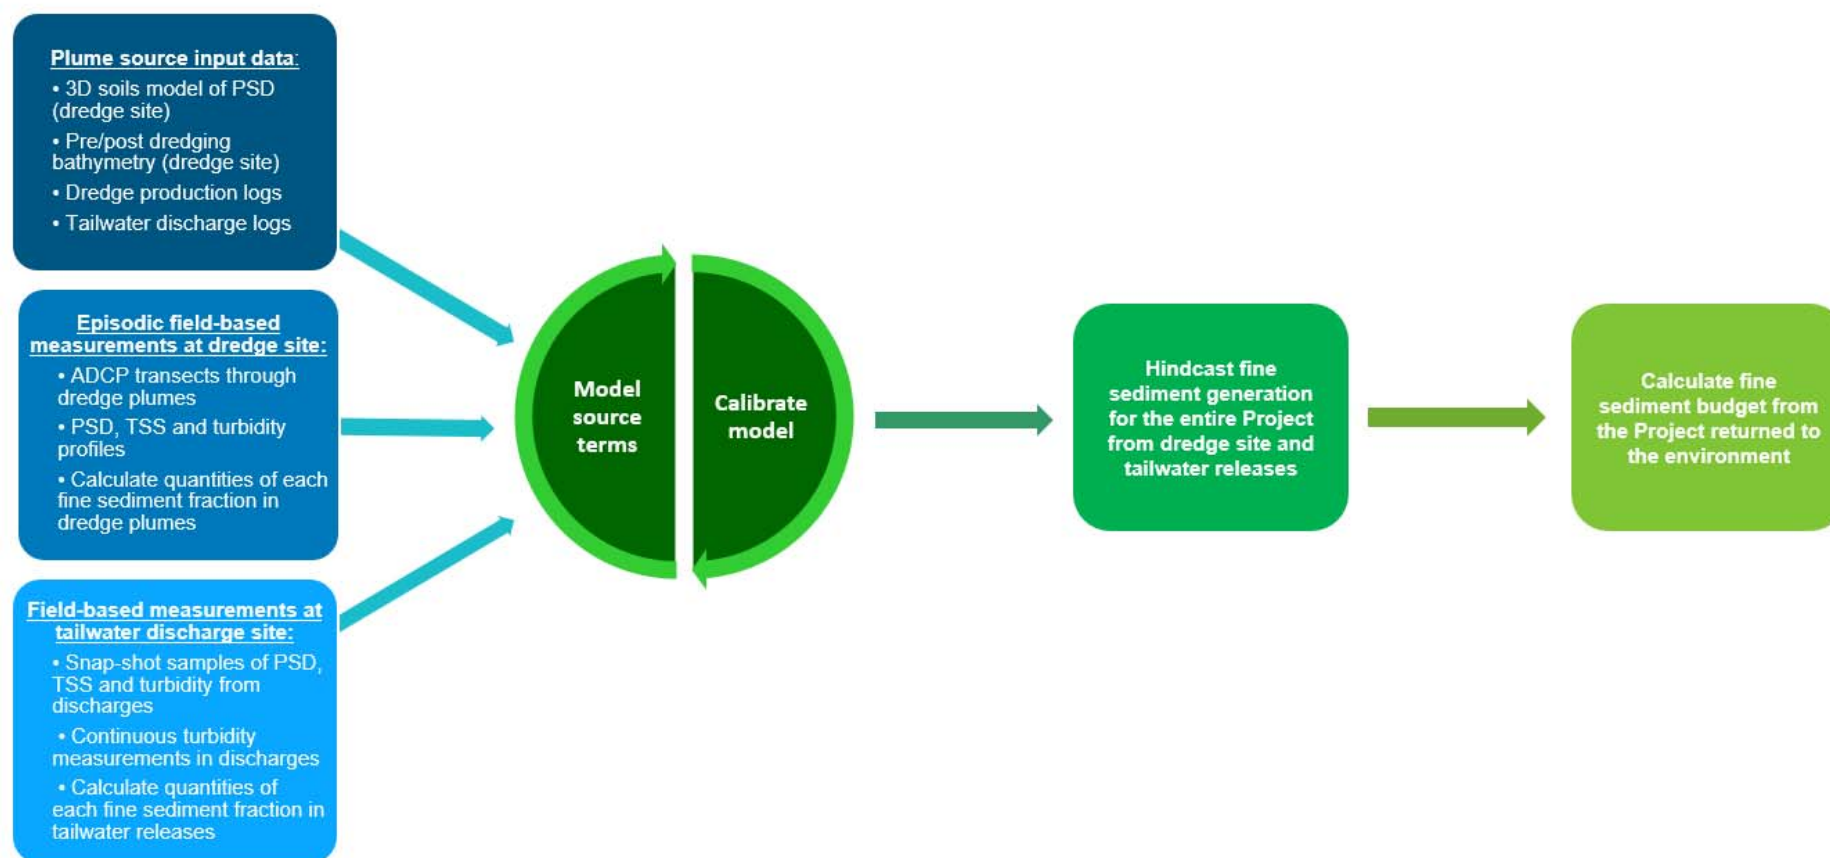 Plume source input data:
• 3D soils model of PSD
(dredge site)
• Pre/post dredging
bathymetry (dredge site)
• Dredge production logs
• Tailwater discharge logs
Episodic field-based
measurements at dredge site:
• ADCP transects through
dredge plumes
• PSD, TSS and turbidity
profiles
• Calculate quantities of each
fine sediment fraction in
dredge plumes
Field-based measurements at
tailwater discharge site:
• Snap-shot samples of PSD,
TSS and turbidity from
discharges
• Continuous turbidity
measurements in discharges
• Calculate quantities of
each fine sediment fraction in
tailwater releases
Model
source
terms
Calibrate
model
Hindcast fine
sediment generation
for the entire Project
from dredge site and
tailwater releases
Calculate fine
sediment budget from
the Project returned to
the environment